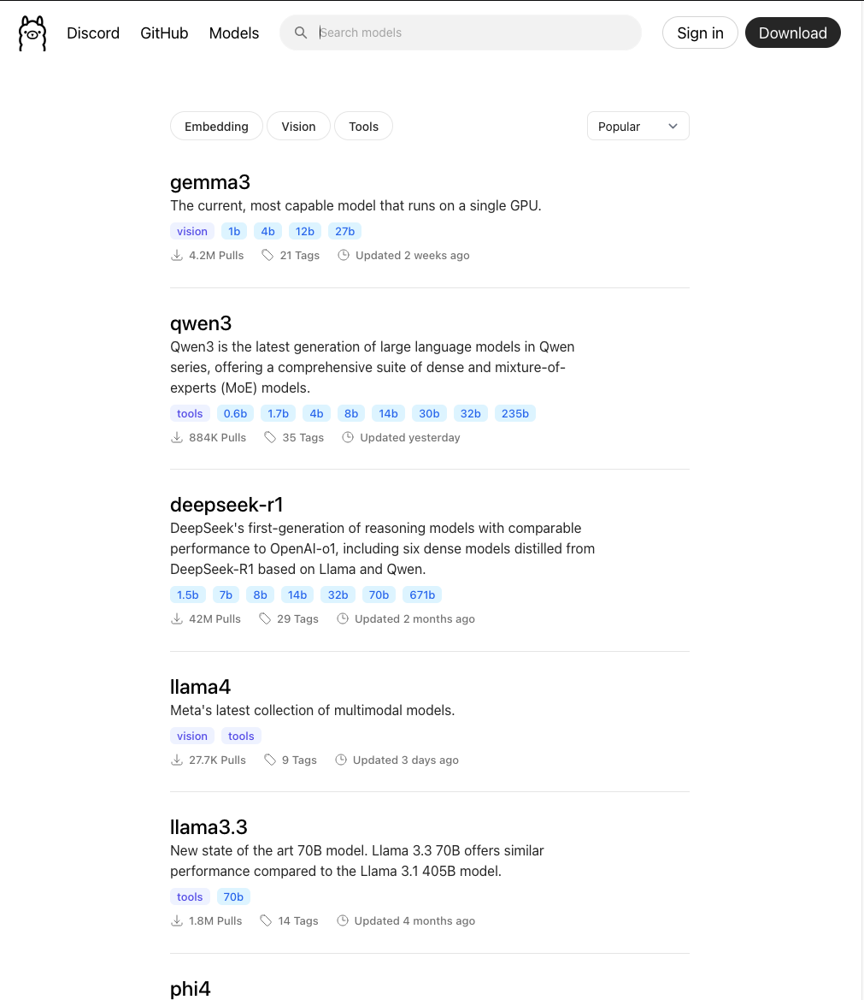 Discord GitHub Models Search models Sign in Download
Embedding Vision Tools Popular
gemma3
The current, most capable model that runs on a single GPU.
vision 1b 4b 12b 27b
4.2M Pulls 21 Tags Updated 2 weeks ago
qwen3
Qwen3 is the latest generation of large language models in Qwen
series, offering a comprehensive suite of dense and mixture-of-
experts (MoE) models.
tools 0.6b 1.7b 4b 8b 14b 30b 32b 235b
884K Pulls 35 Tags Updated yesterday
deepseek-r1
DeepSeek's first-generation of reasoning models with comparable
performance to OpenAI-o1, including six dense models distilled from
DeepSeek-R1 based on Llama and Qwen.
1.5b 7b 8b 14b 32b 70b 671b
42M Pulls 29 Tags Updated 2 months ago
llama4
Meta's latest collection of multimodal models.
vision tools
27.7K Pulls 9 Tags Updated 3 days ago
llama3.3
New state of the art 70B model. Llama 3.3 70B offers similar
performance compared to the Llama 3.1 405B model.
tools 70b
1.8M Pulls 14 Tags Updated 4 months ago
phi4